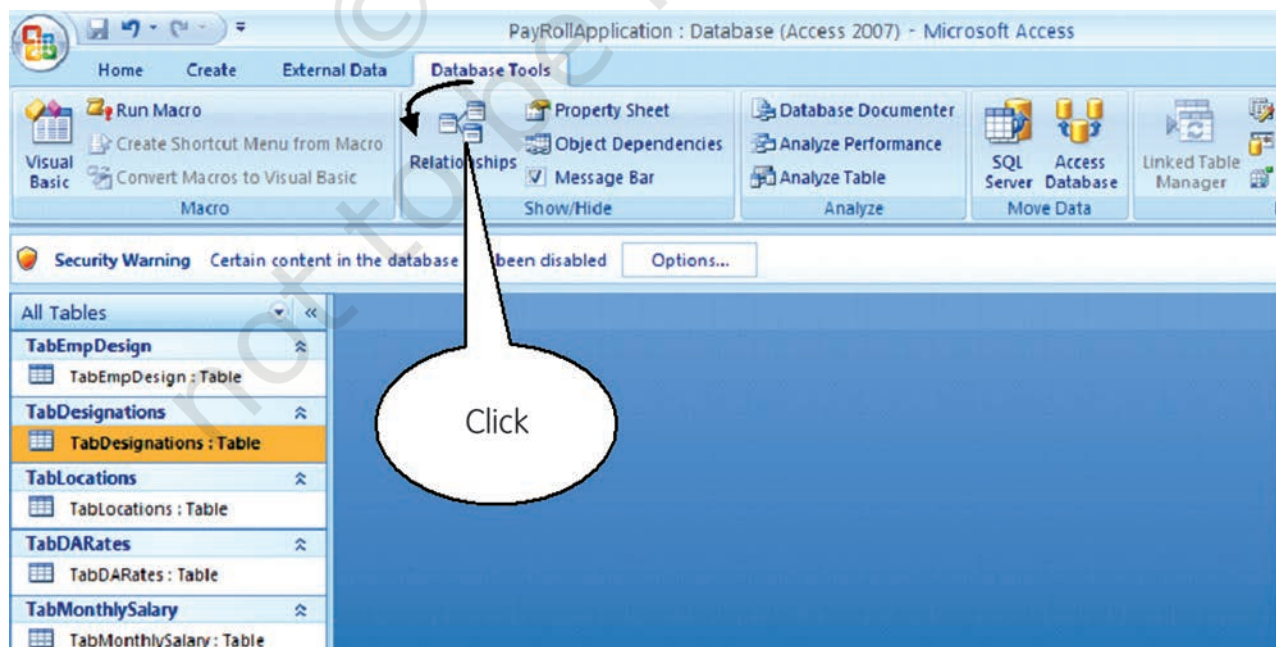 PayRollApplication : Database (Access 2007) - Microsoft Access
Home Create External Data Database Tools
Visual Basic
Run Macro
Create Shortcut Menu from Macro
Convert Macros to Visual Basic
Macro
Relationships
Property Sheet
Object Dependencies
Message Bar
Show/Hide
Database Documenter
Analyze Performance
Analyze Table
Analyze
SQL Server
Access Database
Move Data
Linked Table Manager
Security Warning Certain content in the database been disabled Options...
All Tables
TabEmpDesign
TabEmpDesign : Table
TabDesignations
TabDesignations : Table
TabLocations
TabLocations : Table
TabDARates
TabDARates : Table
TabMonthlySalary
TabMonthlySalary : Table
Click
©
not to be